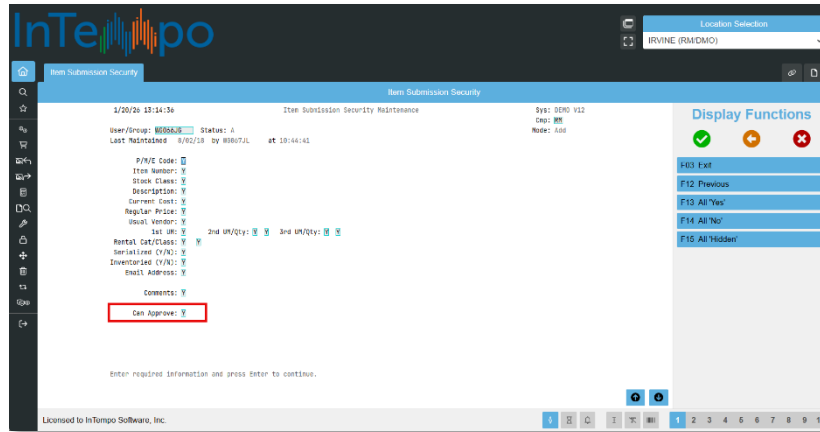 InTempo
Location Selection
IRVINE (RM/DMO)
Item Submission Security
Item Submission Security
1/20/26 13:14:36 Item Submission Security Maintenance Sys: DEMO V12
Cmp: MM
User/Group: Status: A Mode: Add
Last Maintained 8/02/18 by at 10:44:41
P/M/E Code:
Item Number: Y
Stock Class: Y
Description: Y
Current Cost: Y
Regular Price: Y
Usual Vendor: Y
1st UM: Y 2nd UM/Qty: Y Y 3rd UM/Qty: Y Y
Rental Cat/Class: Y Y
Serialized (Y/N): Y
Inventoried (Y/N): Y
Email Address: Y
Comments: Y
Can Approve: Y
Enter required information and press Enter to continue.
Display Functions
F03 Exit
F12 Previous
F13 All 'Yes'
F14 All 'No'
F15 All 'Hidden'
Licensed to InTempo Software, Inc.
1 2 3 4 5 6 7 8 9